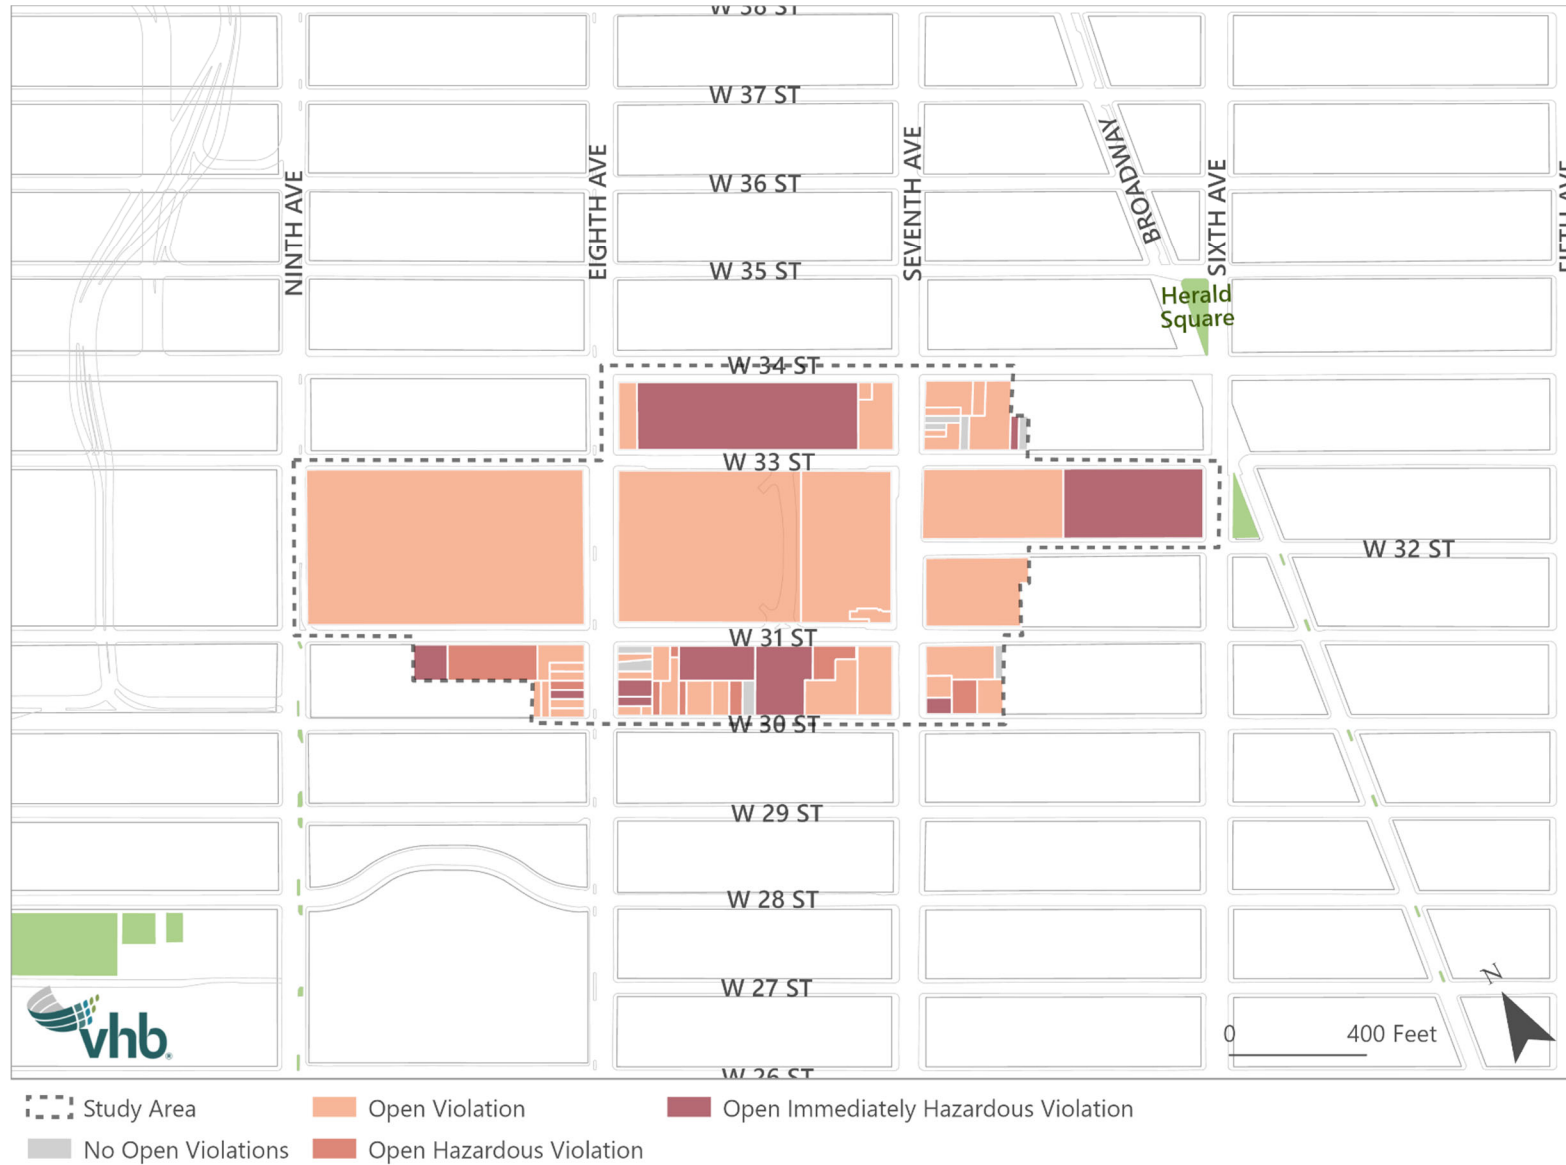 W 38 ST
W 37 ST
W 36 ST
W 35 ST
NINTH AVE
EIGHTH AVE
SEVENTH AVE
BROADWAY
SIXTH AVE
FIFTH AVE
Herald
Square
W 34 ST
W 33 ST
W 32 ST
W 31 ST
W 30 ST
W 29 ST
W 28 ST
W 27 ST
W 26 ST
N
0 400 Feet
vhb®
Study Area
Open Violation
Open Immediately Hazardous Violation
No Open Violations
Open Hazardous Violation